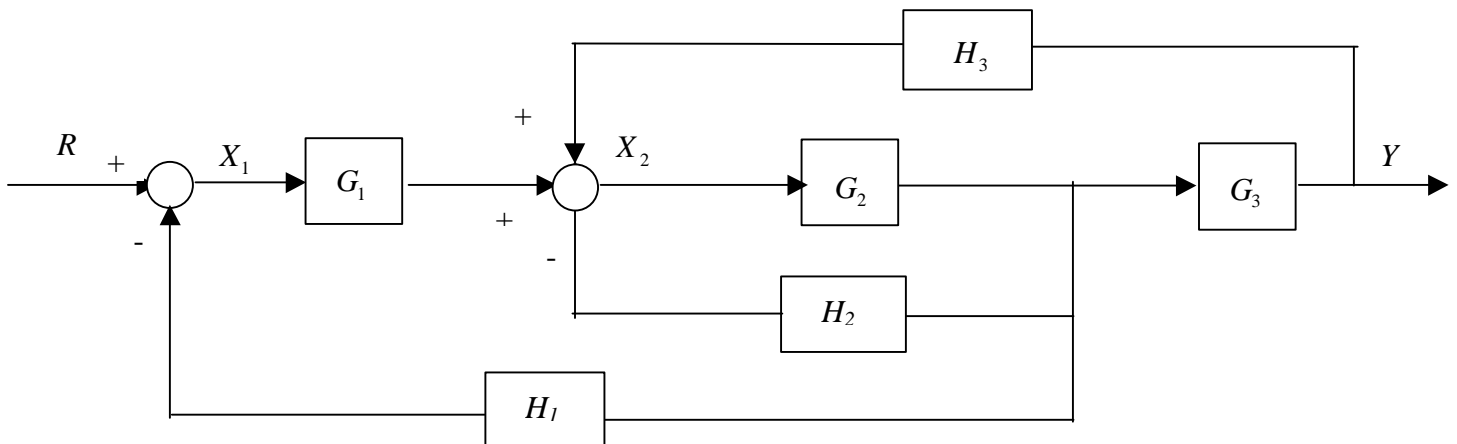 H₃
+
R
+
X₁
G₁
X₂
G₂
G₃
Y
+
-
-
H₂
H₁